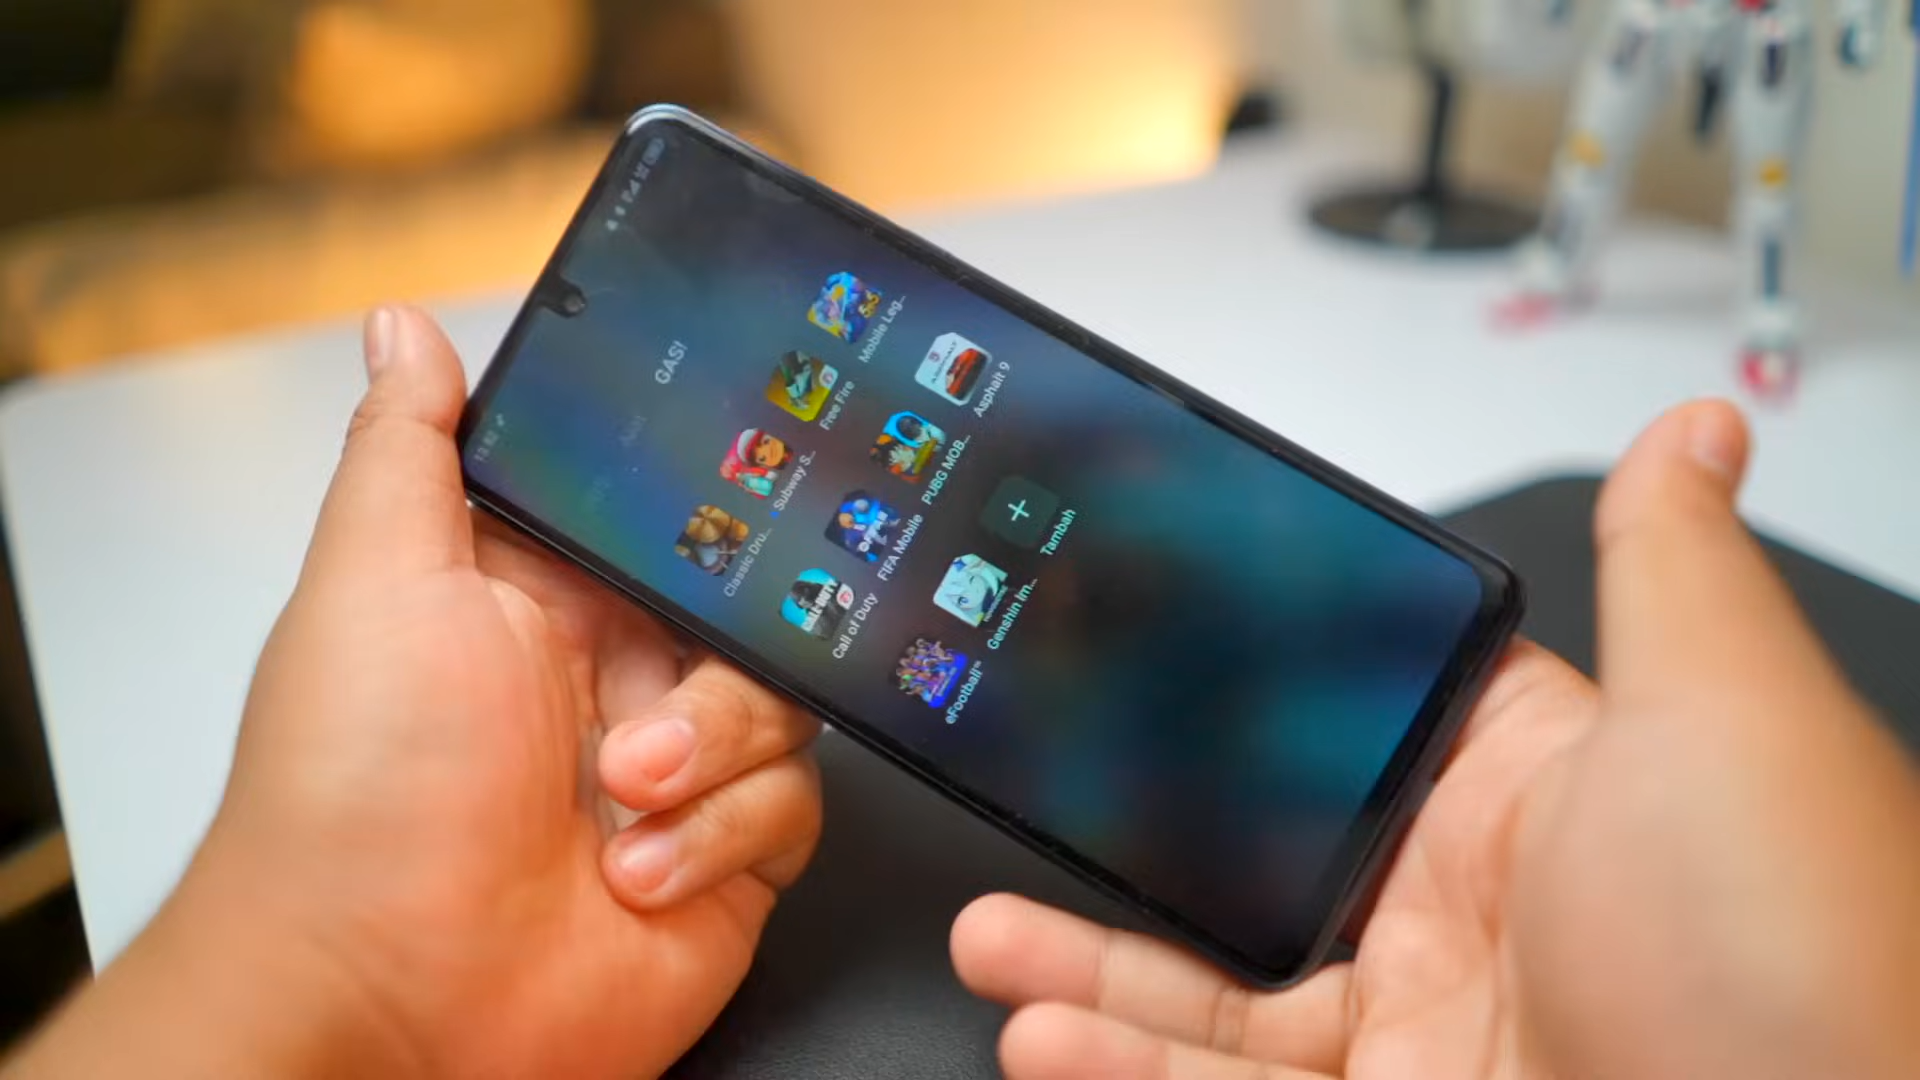 GAS!
Classic Dru...
Subway S...
Free Fire
Mobile Leg...
Call of Duty
FIFA Mobile
PUBG MOB...
Asphalt 9
eFootball™
Genshin Im...
Tambah